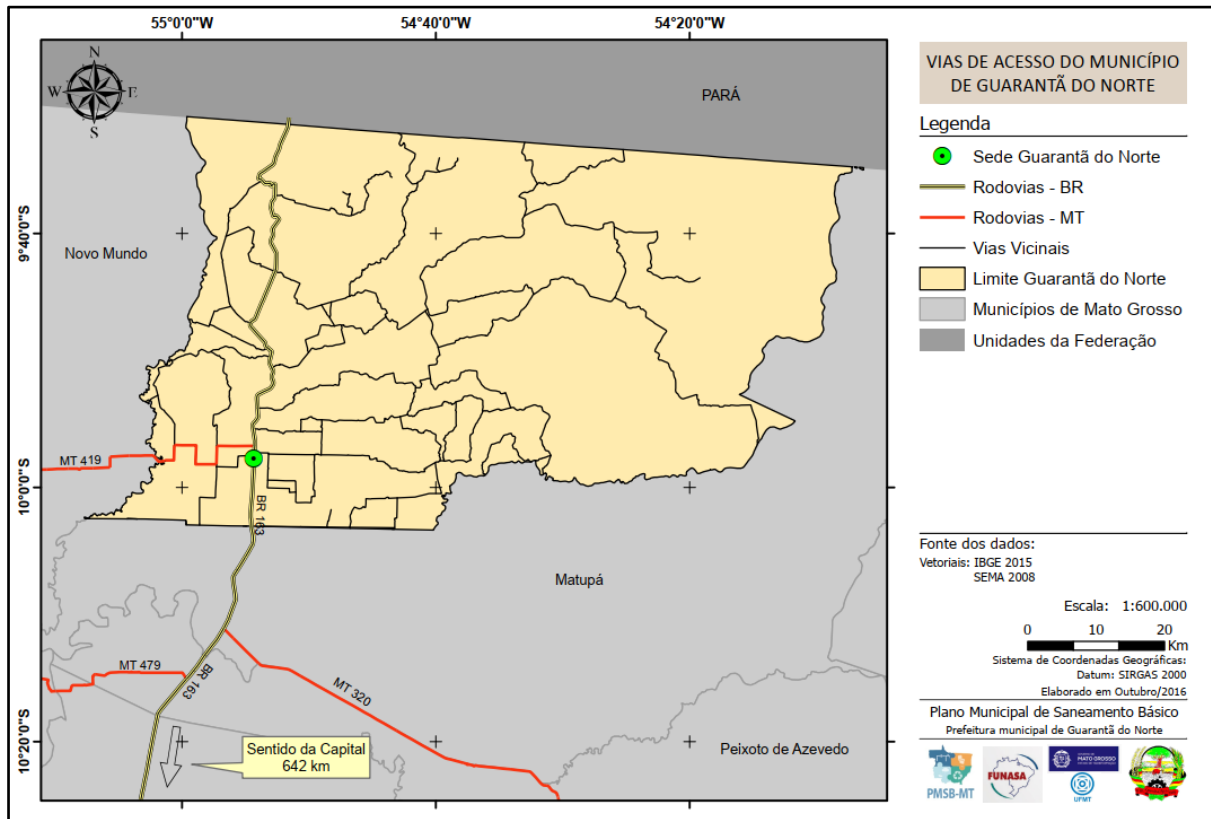 55°0'0"W
54°40'0"W
54°20'0"W
N
W
E
S
PARÁ
9°40'0"S
Novo Mundo
MT 419
10°0'0"S
BR 163
Matupá
MT 479
BR 163
MT 320
10°20'0"S
Sentido da Capital
642 km
Peixoto de Azevedo
VIAS DE ACESSO DO MUNICÍPIO
DE GUARANTÃ DO NORTE
Legenda
Sede Guarantã do Norte
Rodovias - BR
Rodovias - MT
Vias Vicinais
Limite Guarantã do Norte
Municípios de Mato Grosso
Unidades da Federação
Fonte dos dados:
Vetoriais: IBGE 2015
SEMA 2008
Escala: 1:600.000
0 10 20
Km
Sistema de Coordenadas Geográficas:
Datum: SIRGAS 2000
Elaborado em Outubro/2016
Plano Municipal de Saneamento Básico
Prefeitura municipal de Guarantã do Norte
PMSB-MT
FUNASA
MATO GROSSO
UFMT